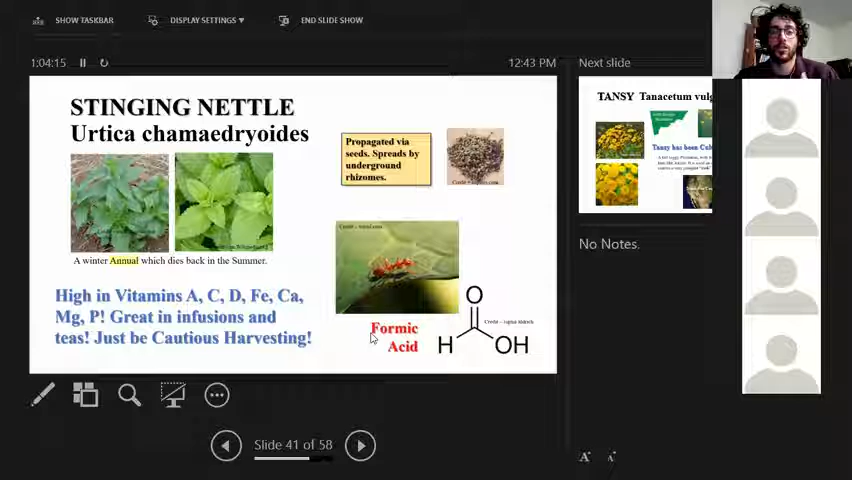 SHOW TASKBAR
DISPLAY SETTINGS ▼
END SLIDE SHOW
1:04:15
12:43 PM
Next slide
STINGING NETTLE
Urtica chamaedryoides
Propagated via
seeds. Spreads by
underground
rhizomes.
A winter Annual which dies back in the Summer.
High in Vitamins A, C, D, Fe, Ca,
Mg, P! Great in infusions and
teas! Just be Cautious Harvesting!
Formic
Acid
O
H
OH
TANSY Tanacetum vulg
Tansy has been Cul
No Notes.
Slide 41 of 58
A
A